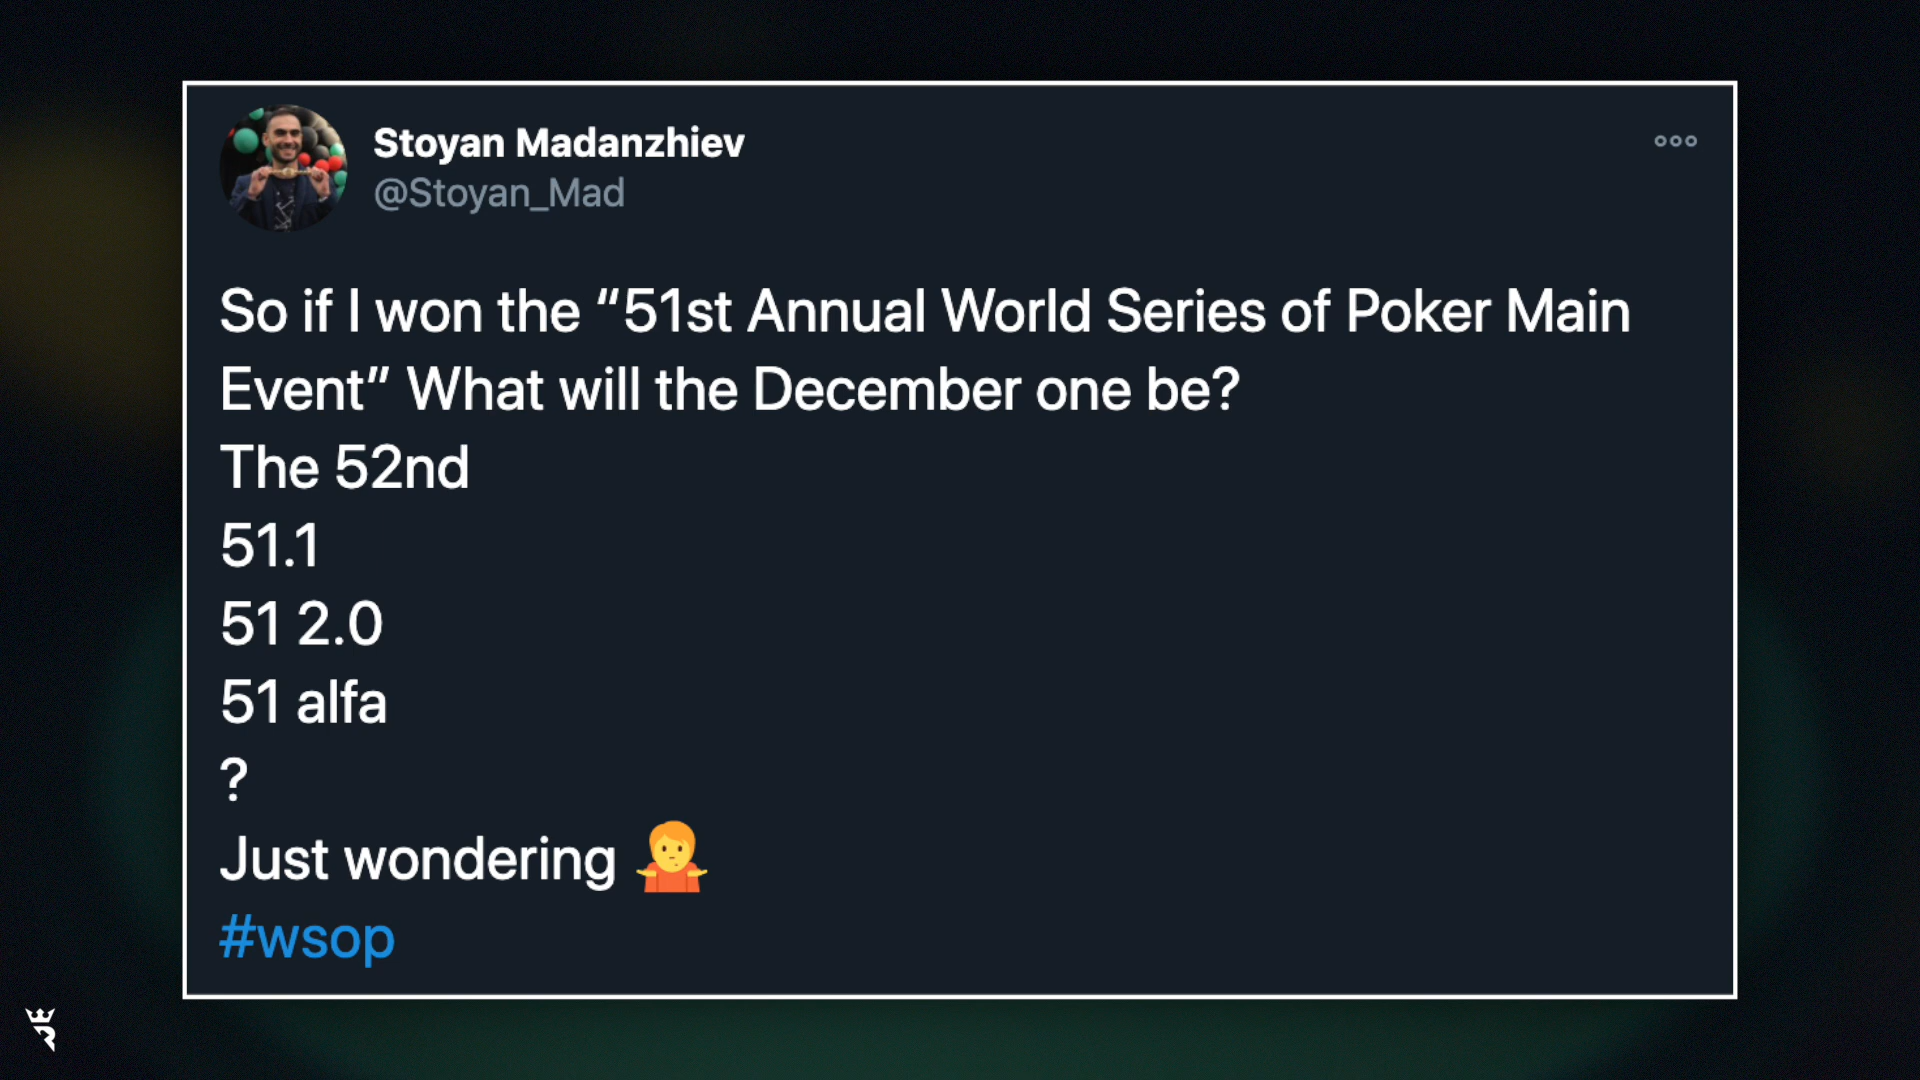 Stoyan Madanzhiev
@Stoyan_Mad
So if I won the “51st Annual World Series of Poker Main
Event” What will the December one be?
The 52nd
51.1
51 2.0
51 alfa
?
Just wondering 🤷
#wsop